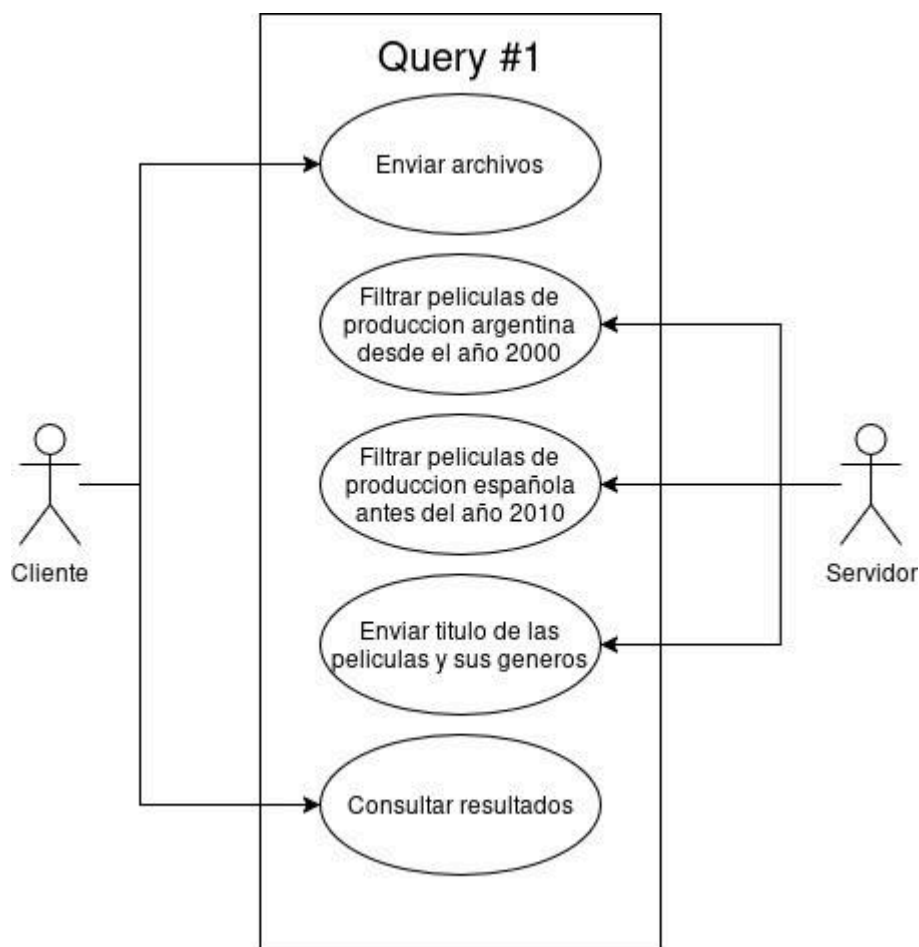 Query #1
Enviar archivos
Filtrar peliculas de
produccion argentina
desde el año 2000
Filtrar peliculas de
produccion española
antes del año 2010
Cliente
Servidor
Enviar titulo de las
peliculas y sus generos
Consultar resultados